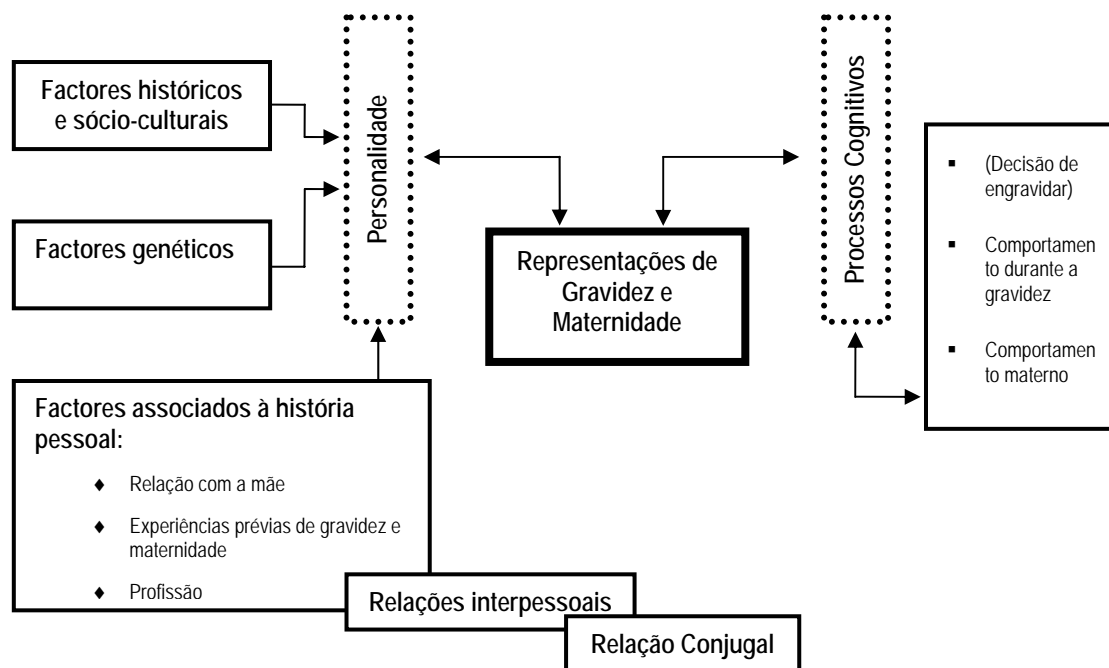 Factores históricos
e sócio-culturais
Factores genéticos
Personalidade
Representações de
Gravidez e
Maternidade
Processos Cognitivos
▪ (Decisão de
engravidar)
▪ Comportamen
to durante a
gravidez
▪ Comportamen
to materno
Factores associados à história
pessoal:
♦ Relação com a mãe
♦ Experiências prévias de gravidez e
maternidade
♦ Profissão
Relações interpessoais
Relação Conjugal